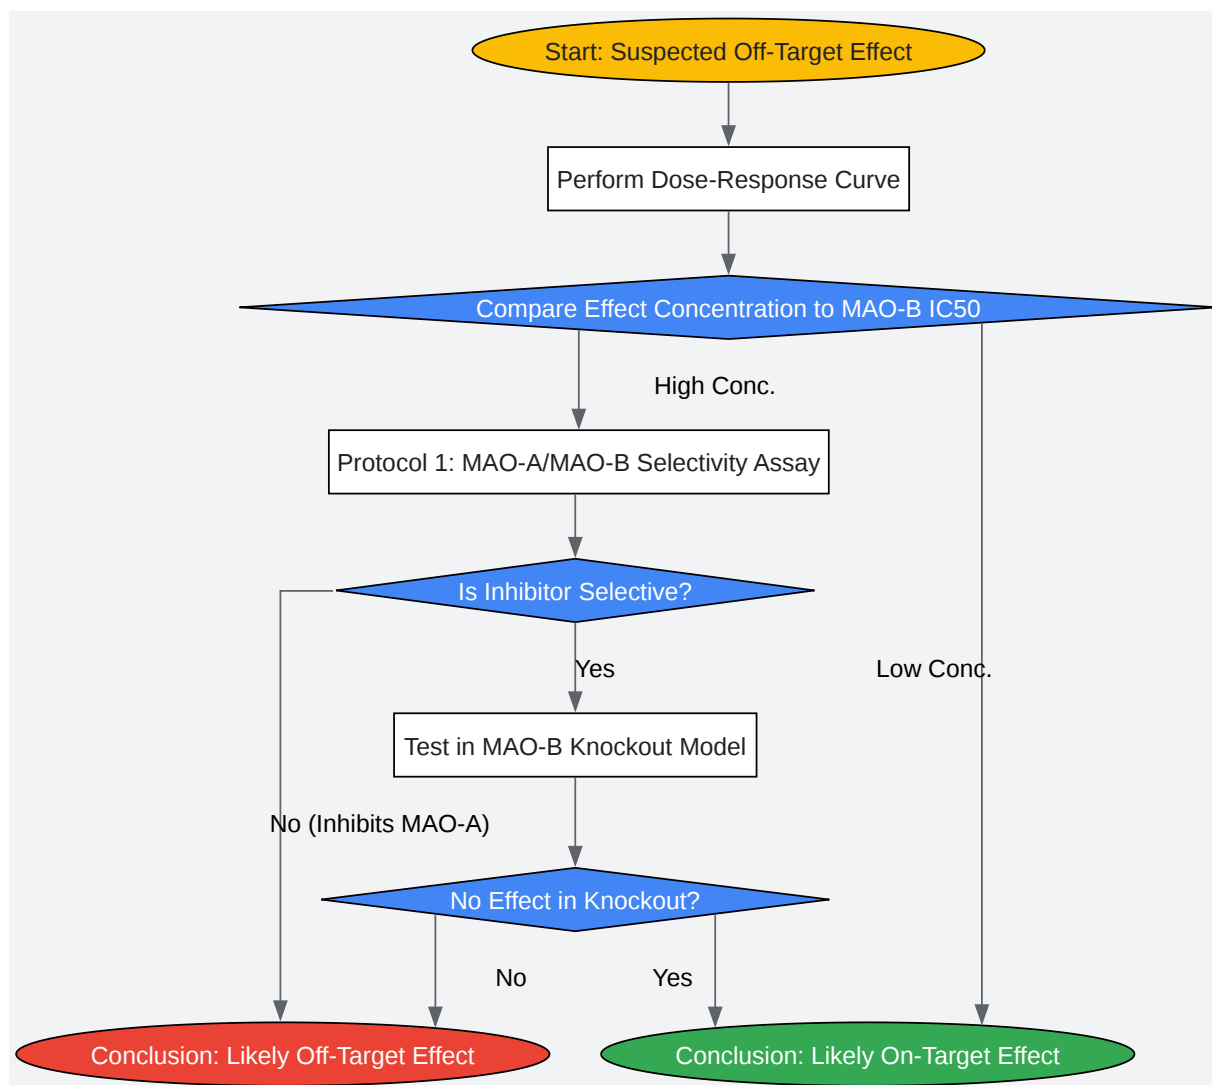 Start: Suspected Off-Target Effect
Perform Dose-Response Curve
Compare Effect Concentration to MAO-B IC50
High Conc.
Protocol 1: MAO-A/MAO-B Selectivity Assay
Is Inhibitor Selective?
Yes
Low Conc.
Test in MAO-B Knockout Model
No (Inhibits MAO-A)
No Effect in Knockout?
No
Yes
Conclusion: Likely Off-Target Effect
Conclusion: Likely On-Target Effect